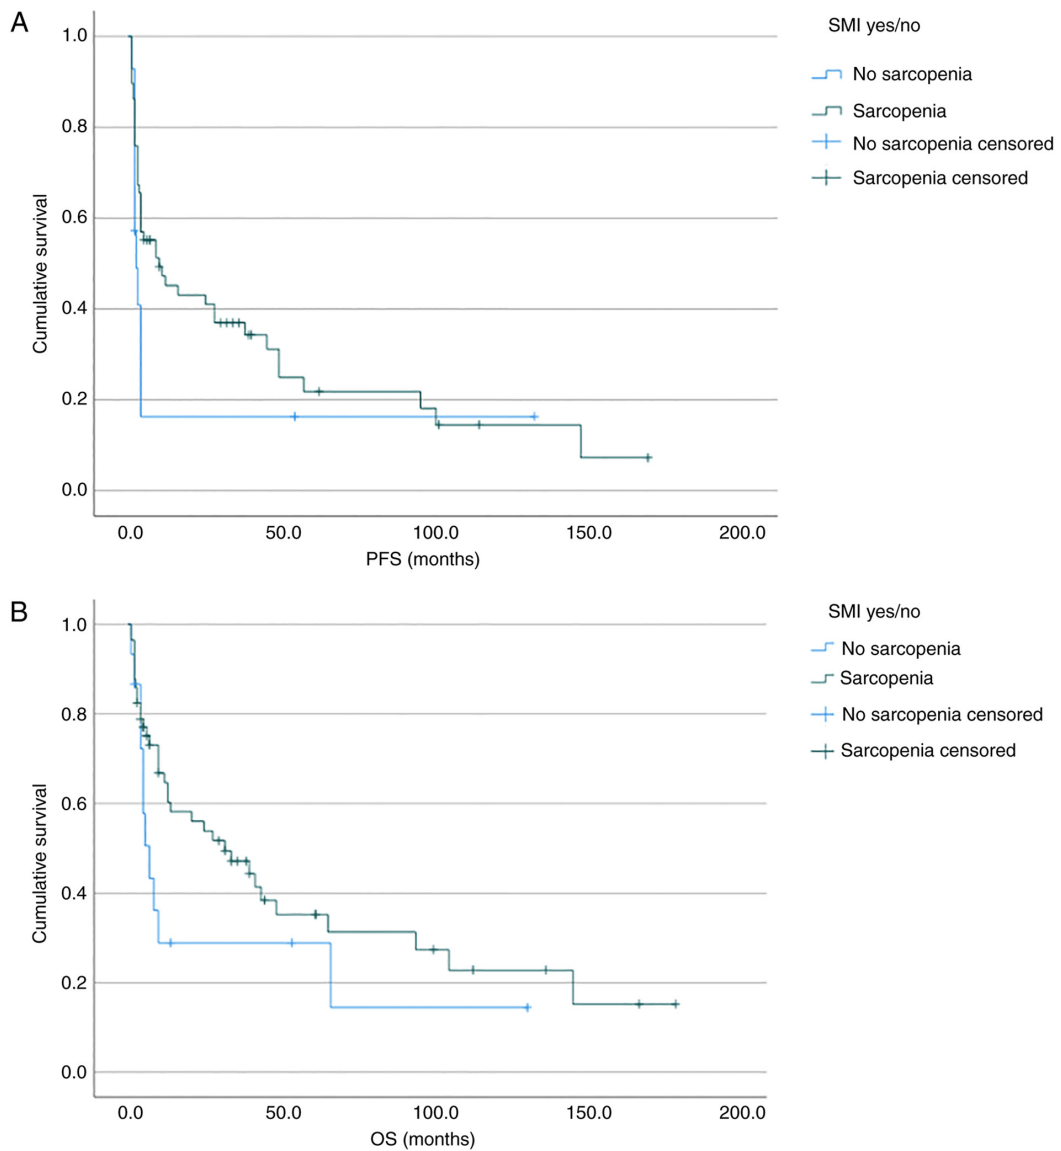 A
SMI yes/no
No sarcopenia
Sarcopenia
No sarcopenia censored
Sarcopenia censored
Cumulative survival
1.0
0.8
0.6
0.4
0.2
0.0
0.0 50.0 100.0 150.0 200.0
PFS (months)
B
SMI yes/no
No sarcopenia
Sarcopenia
No sarcopenia censored
Sarcopenia censored
Cumulative survival
1.0
0.8
0.6
0.4
0.2
0.0
0.0 50.0 100.0 150.0 200.0
OS (months)